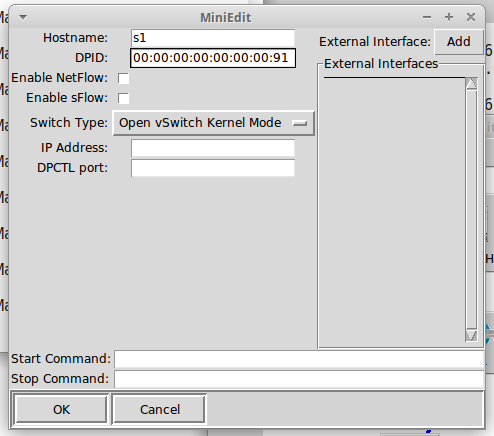 MiniEdit
Hostname: s1
External Interface: Add
DPID: 00:00:00:00:00:00:00:91
External Interfaces
Enable NetFlow:
Enable sFlow:
Switch Type: Open vSwitch Kernel Mode
IP Address:
DPCTL port:
Start Command:
Stop Command:
OK Cancel